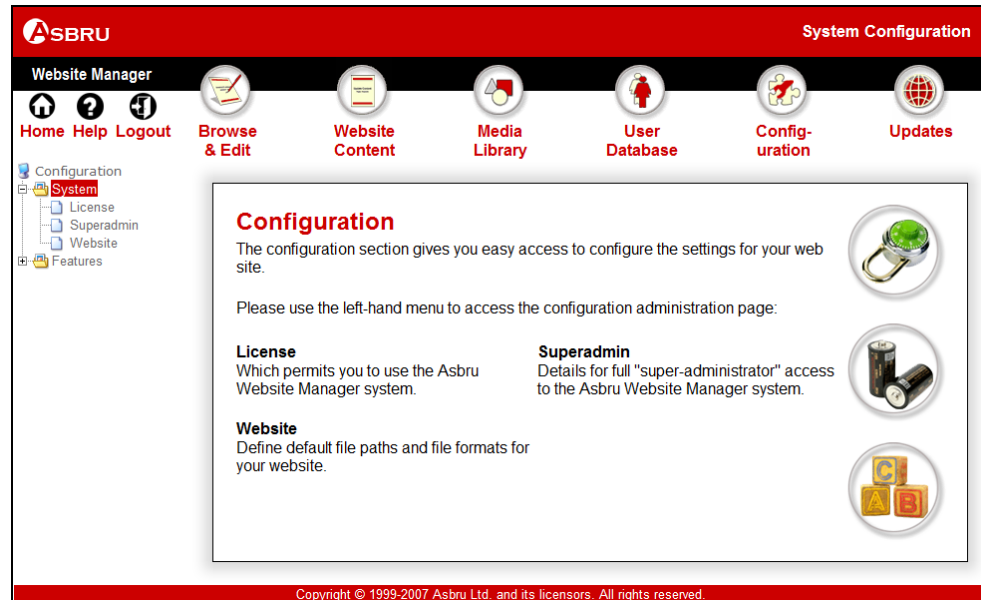 ASBRU
System Configuration
Website Manager
Home Help Logout
Browse
& Edit
Website
Content
Media
Library
User
Database
Config-
uration
Updates
Configuration
System
License
Superadmin
Website
Features
Configuration
The configuration section gives you easy access to configure the settings for your web
site.
Please use the left-hand menu to access the configuration administration page:
License
Which permits you to use the Asbru
Website Manager system.
Superadmin
Details for full "super-administrator" access
to the Asbru Website Manager system.
Website
Define default file paths and file formats for
your website.
C
A B
Copyright © 1999-2007 Asbru Ltd. and its licensors. All rights reserved.